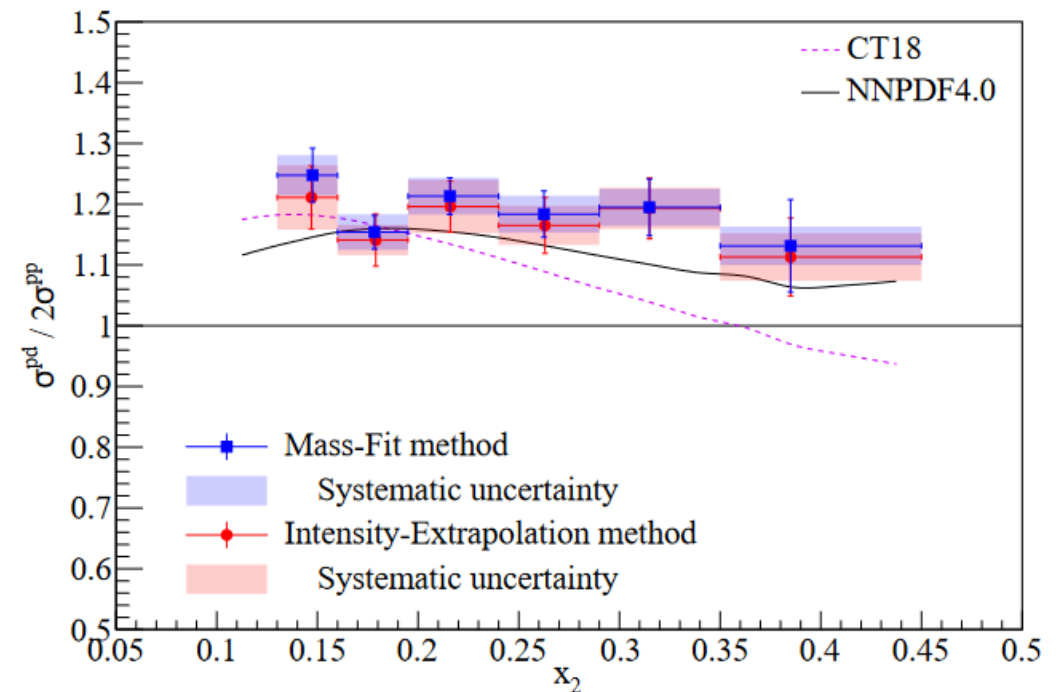 1.5
1.4
1.3
1.2
1.1
1
0.9
0.8
0.7
0.6
0.5
σᵖᵈ / 2σᵖᵖ
CT18
NNPDF4.0
Mass-Fit method
Systematic uncertainty
Intensity-Extrapolation method
Systematic uncertainty
0.05 0.1 0.15 0.2 0.25 0.3 0.35 0.4 0.45 0.5
x₂